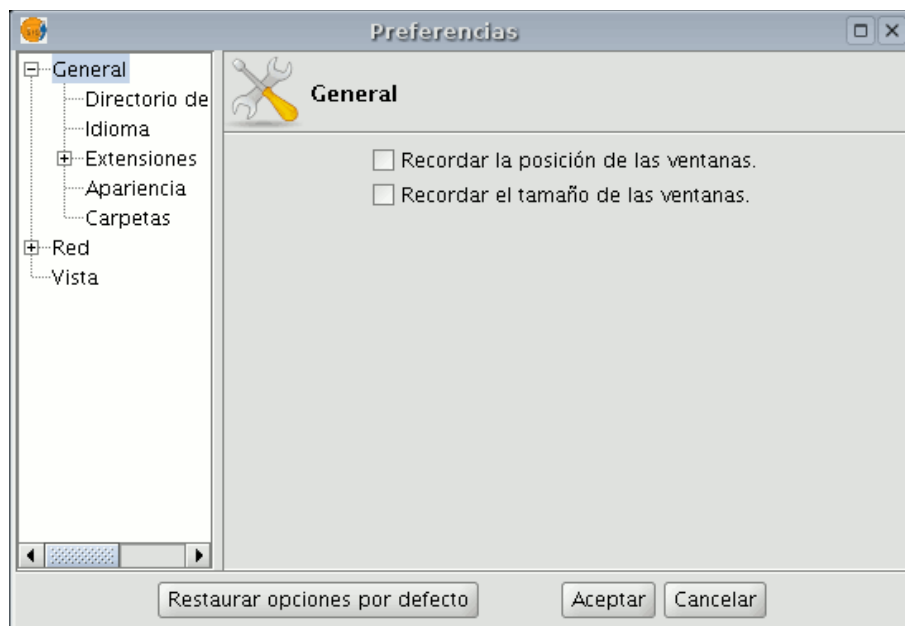 Preferencias
General
Directorio de
Idioma
Extensiones
Apariencia
Carpetas
Red
Vista
General
Recordar la posición de las ventanas.
Recordar el tamaño de las ventanas.
Restaurar opciones por defecto
Aceptar
Cancelar